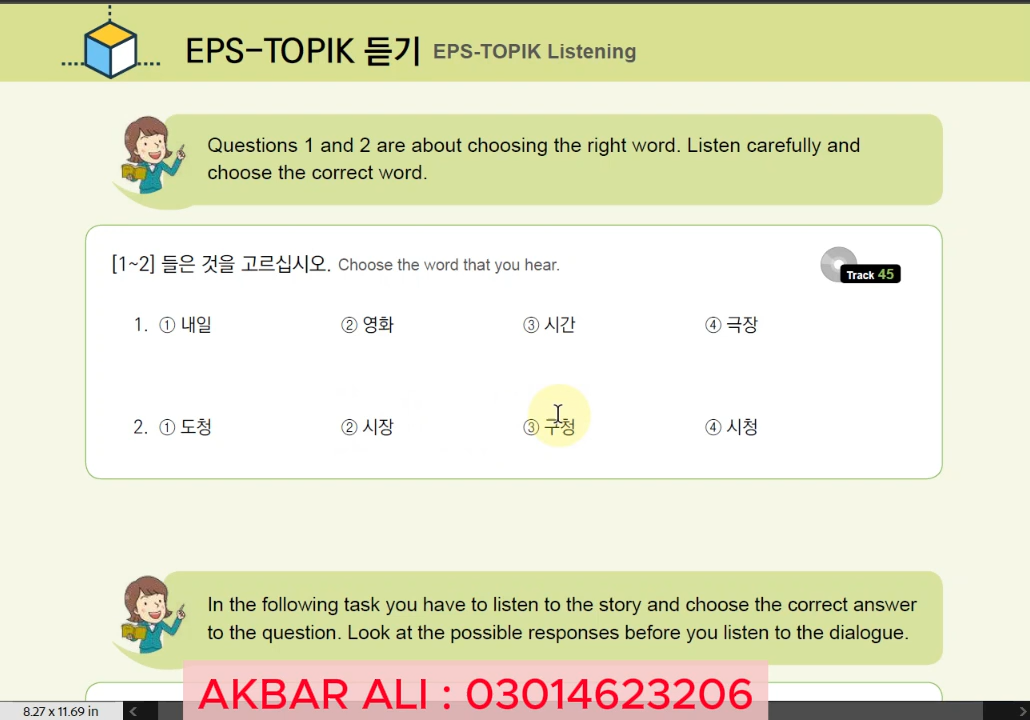 EPS-TOPIK 듣기 EPS-TOPIK Listening
Questions 1 and 2 are about choosing the right word. Listen carefully and
choose the correct word.
[1~2] 들은 것을 고르십시오. Choose the word that you hear.
Track 45
1. ① 내일 ② 영화 ③ 시간 ④ 극장
2. ① 도청 ② 시장 ③ 구청 ④ 시청
In the following task you have to listen to the story and choose the correct answer
to the question. Look at the possible responses before you listen to the dialogue.
AKBAR ALI : 03014623206
8.27 x 11.69 in